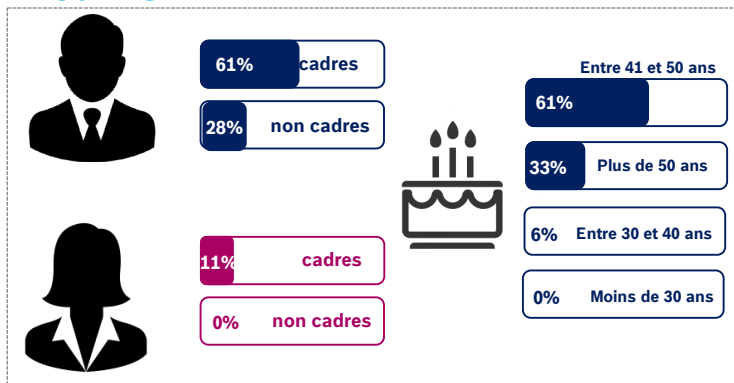 61% cadres
28% non cadres
11% cadres
0% non cadres
Entre 41 et 50 ans
61%
33% Plus de 50 ans
6% Entre 30 et 40 ans
0% Moins de 30 ans